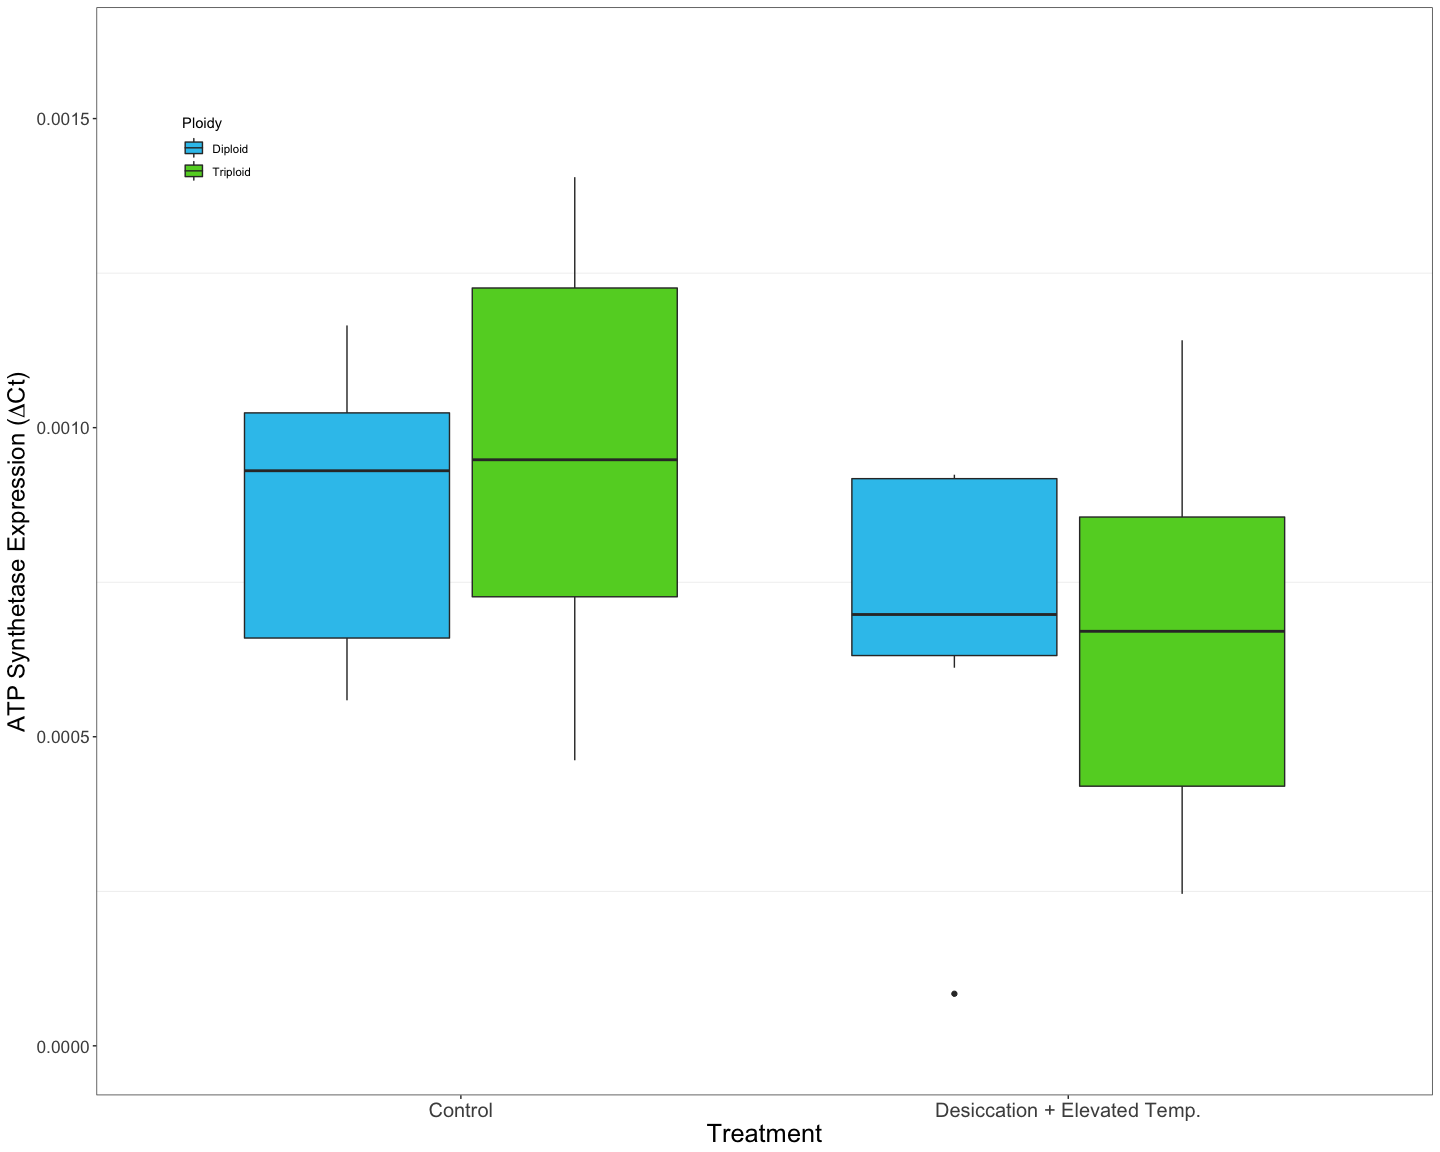 0.0015
Ploidy
Diploid
Triploid
0.0010
ATP Synthetase Expression (ΔCt)
0.0005
0.0000
Control
Desiccation + Elevated Temp.
Treatment